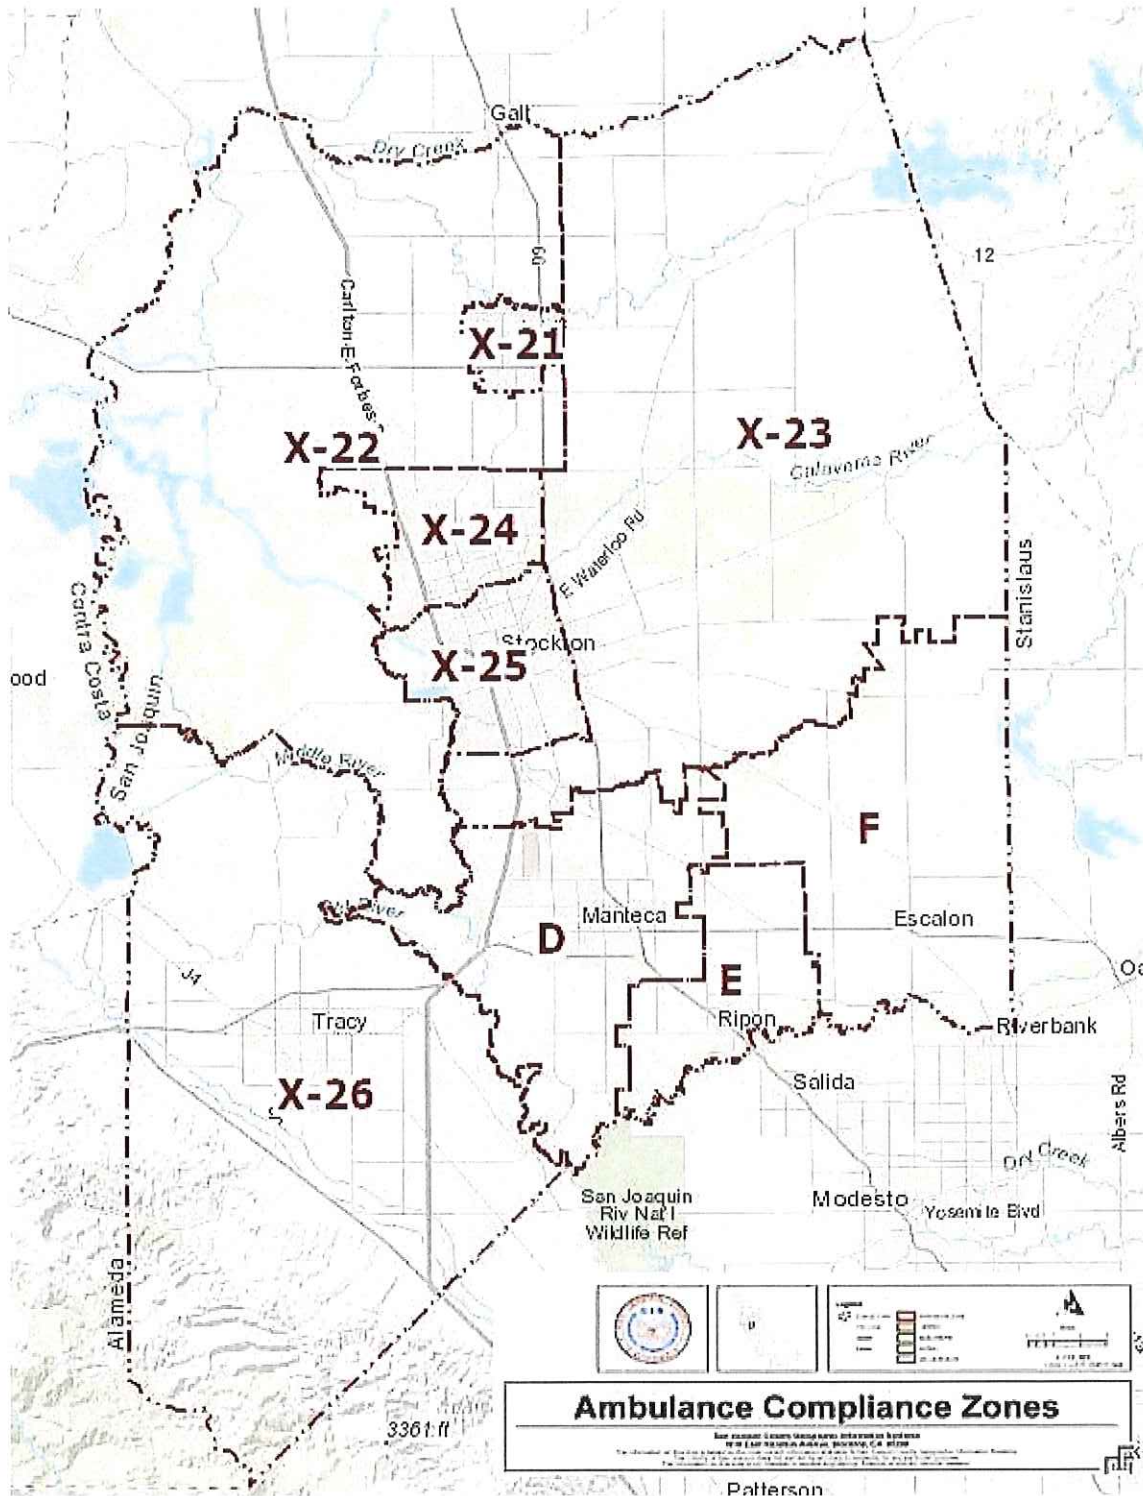 Galt
Dry Creek
99
12
Carlton-E-Forbes
X-21
X-22
X-23
Calaveras River
X-24
E Waterloo Rd
Stanislaus
Contra Costa
San Joaquin
ood
Stockton
X-25
Middle River
F
Old River
Manteca
Escalon
D
E
J4
Tracy
Ripon
Riverbank
X-26
Salida
Albers Rd
Dry Creek
San Joaquin
Riv Nat'l
Wildlife Ref
Modesto
Yosemite Blvd
Alameda
3361 ft
Ambulance Compliance Zones
Patterson